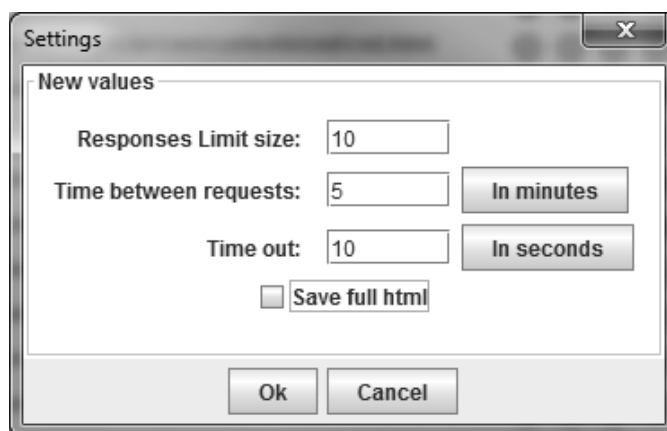 Settings
X
New values
Responses Limit size: 10
Time between requests: 5 In minutes
Time out: 10 In seconds
Save full html
Ok Cancel